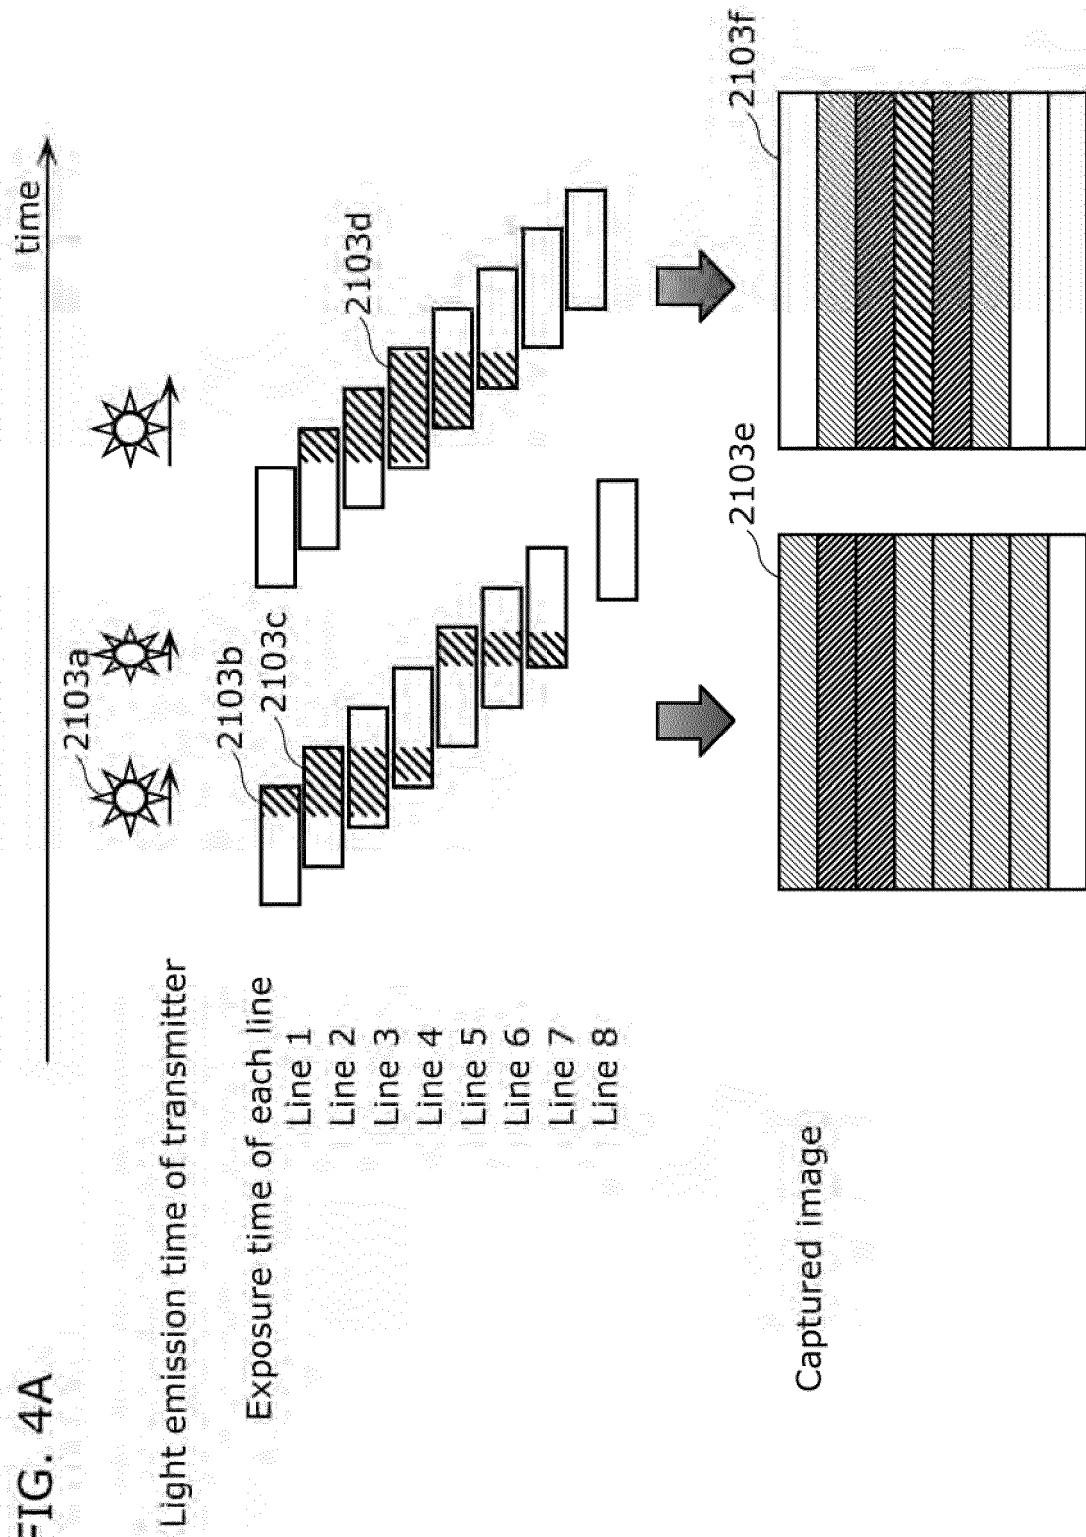 FIG. 4A
time
2103a
Light emission time of transmitter
2103b
2103c
2103d
Exposure time of each line
Line 1
Line 2
Line 3
Line 4
Line 5
Line 6
Line 7
Line 8
2103e
2103f
Captured image